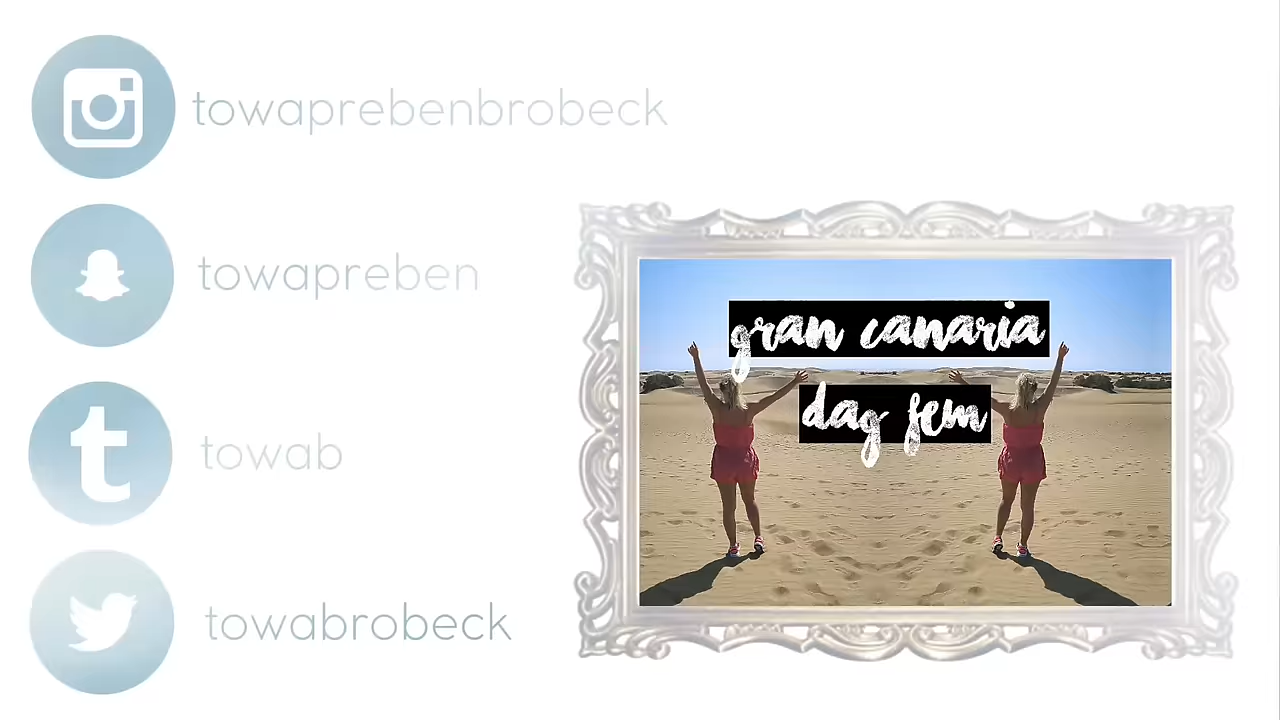 towaprebenbrobeck
towapreben
towab
towabrobeck
gran canaria
dag fem